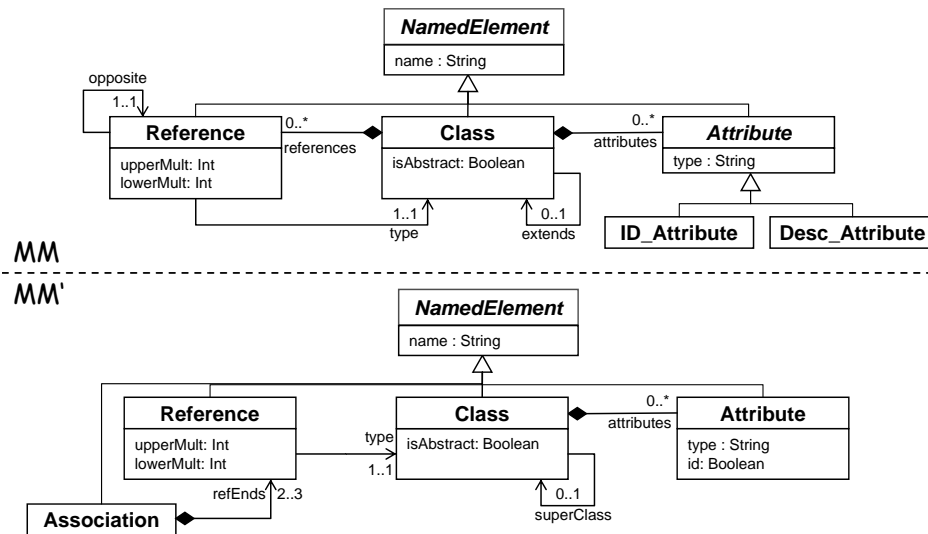 NamedElement
name : String
opposite
1..1
Reference
upperMult: Int
lowerMult: Int
0..*
references
Class
isAbstract: Boolean
0..*
attributes
Attribute
type : String
1..1
type
0..1
extends
ID_Attribute
Desc_Attribute
MM
MM'
NamedElement
name : String
Reference
upperMult: Int
lowerMult: Int
type
1..1
Class
isAbstract: Boolean
0..*
attributes
Attribute
type : String
id: Boolean
refEnds
2..3
0..1
superClass
Association